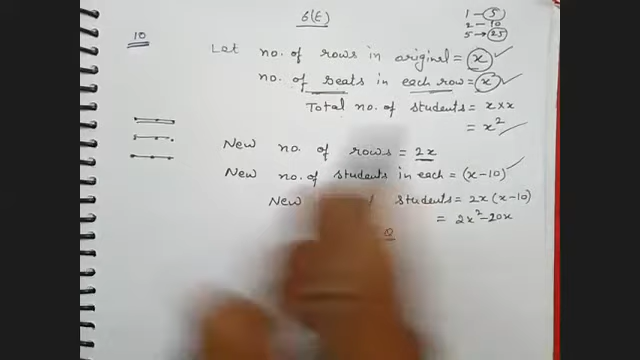 6(E)
1 - 5
2 - 10
5 → 25
10
Let no. of rows in original = x
no. of seats in each row = x
Total no. of students = x × x
= x²
New no. of rows = 2x
New no. of students in each = (x-10)
New students = 2x(x-10)
= 2x²-20x